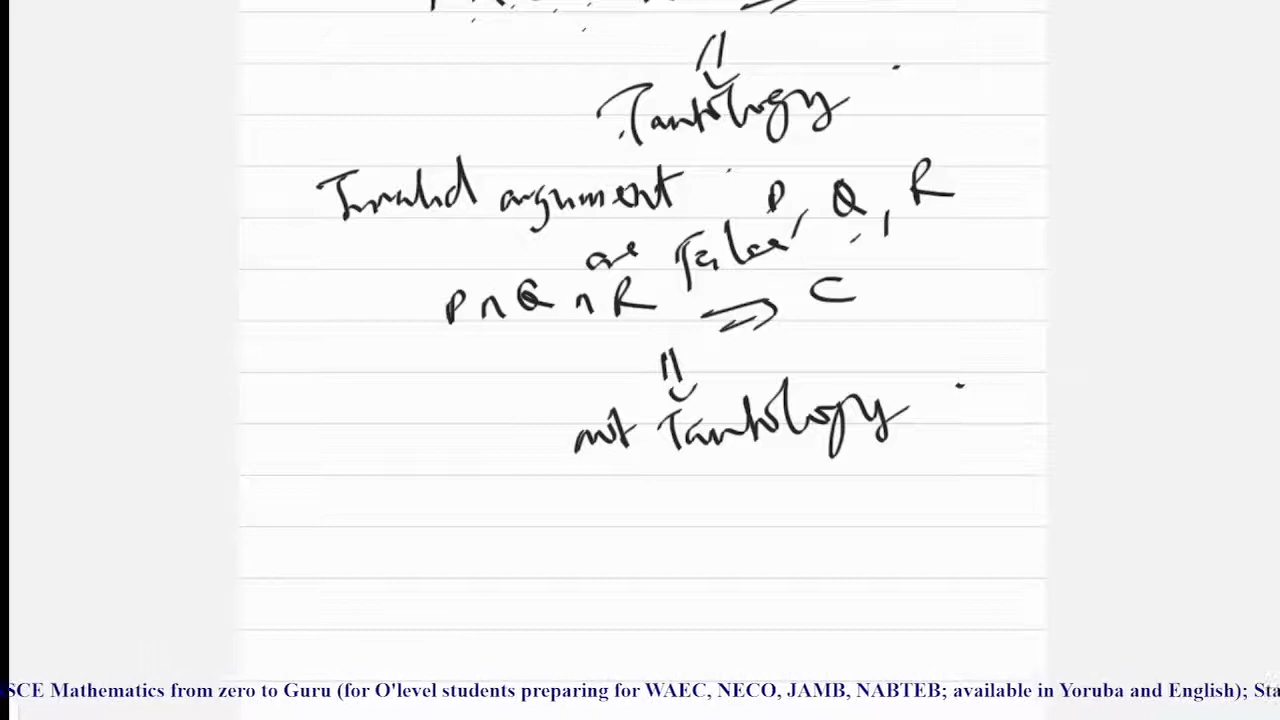 Tautology
Invalid argument P, Q, R
are
P ∧ Q ∧ R ⇒ C
not Tautology
SCE Mathematics from zero to Guru (for O'level students preparing for WAEC, NECO, JAMB, NABTEB; available in Yoruba and English); Sta